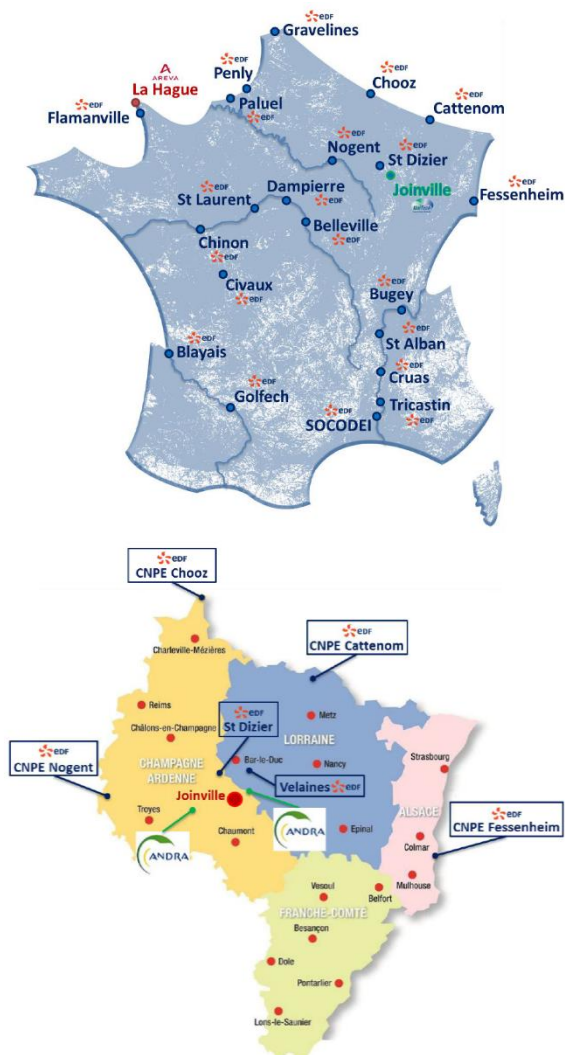 edf
Gravelines
edf
Penly
edf
Chooz
A
AREVA
La Hague
edf
Cattenom
edf
Flamanville
Paluel
edf
edf
Nogent
edf
St Dizier
Joinville
edf
Fessenheim
edf
St Laurent
Dampierre
edf
Belleville
edf
Chinon
edf
Civaux
edf
edf
Bugey
edf
St Alban
edf
Blayais
edf
Cruas
edf
Golfech
Tricastin
edf
edf
SOCODEI
edf
CNPE Chooz
Charleville-Mézières
edf
CNPE Cattenom
Reims
Metz
edf
St Dizier
Châlons-en-Champagne
LORRAINE
Strasbourg
edf
CNPE Nogent
CHAMPAGNE
ARDENNE
Bar-le-Duc
Nancy
Velaines edf
Joinville
ALSACE
Troyes
ANDRA
ANDRA
Chaumont
Epinal
edf
CNPE Fessenheim
Colmar
Mulhouse
Vesoul
Belfort
FRANCHE-COMTÉ
Besançon
Dole
Pontarlier
Lons-le-Saunier